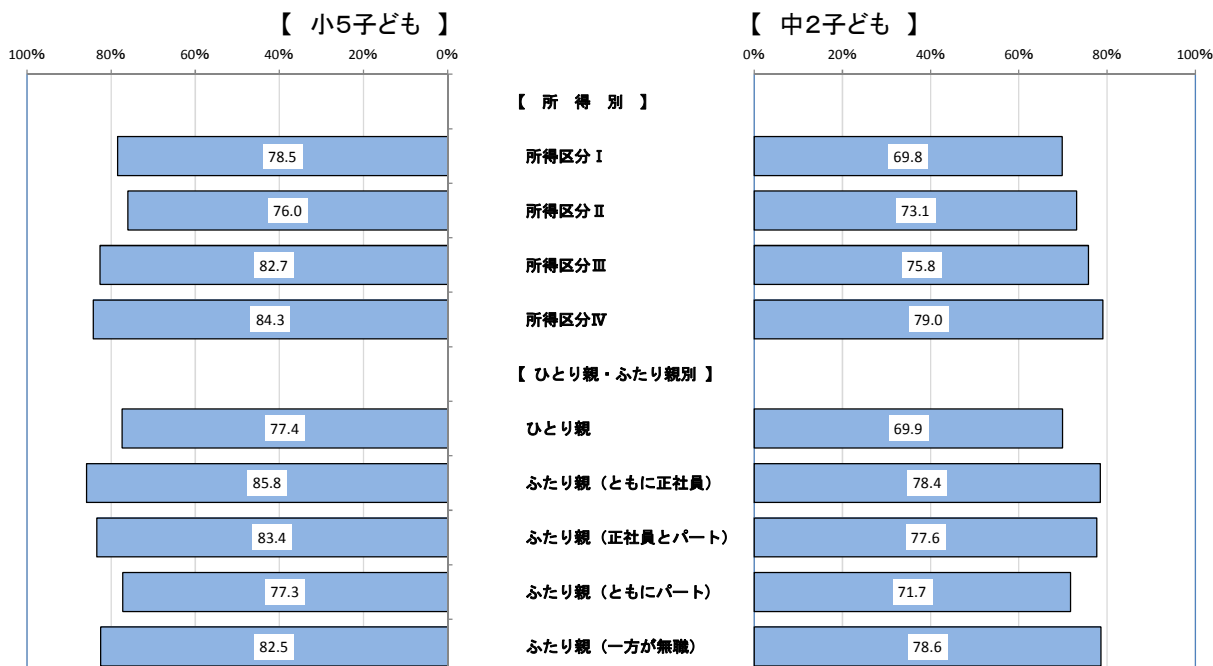 【　小５子ども　】 【　中２子ども　】
100% 80% 60% 40% 20% 0% 0% 20% 40% 60% 80% 100%
【　所　得　別　】
78.5 所得区分Ⅰ 69.8
76.0 所得区分Ⅱ 73.1
82.7 所得区分Ⅲ 75.8
84.3 所得区分Ⅳ 79.0
【 ひとり親・ふたり親別 】
77.4 ひとり親 69.9
85.8 ふたり親（ともに正社員） 78.4
83.4 ふたり親（正社員とパート） 77.6
77.3 ふたり親（ともにパート） 71.7
82.5 ふたり親（一方が無職） 78.6